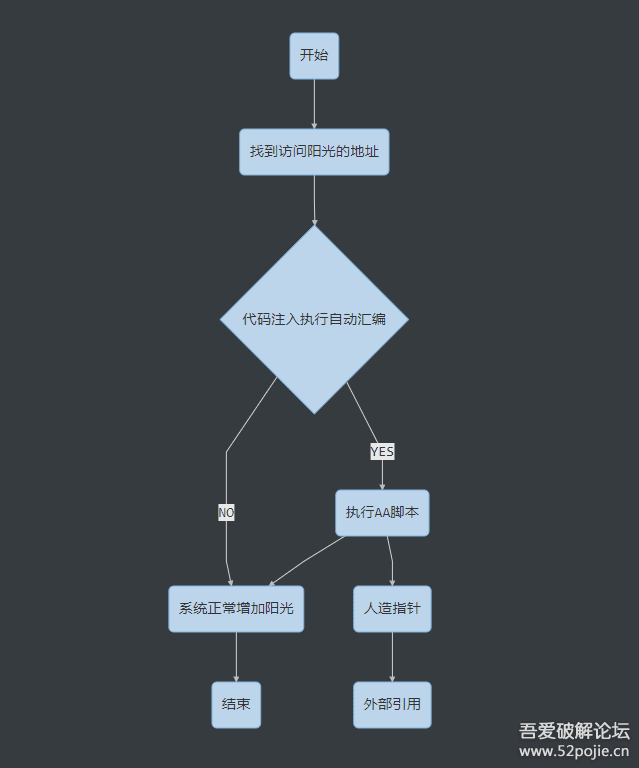 开始
找到访问阳光的地址
代码注入执行自动汇编
YES
NO
执行AA脚本
系统正常增加阳光
人造指针
结束
外部引用
吾爱破解论坛
www.52pojie.cn